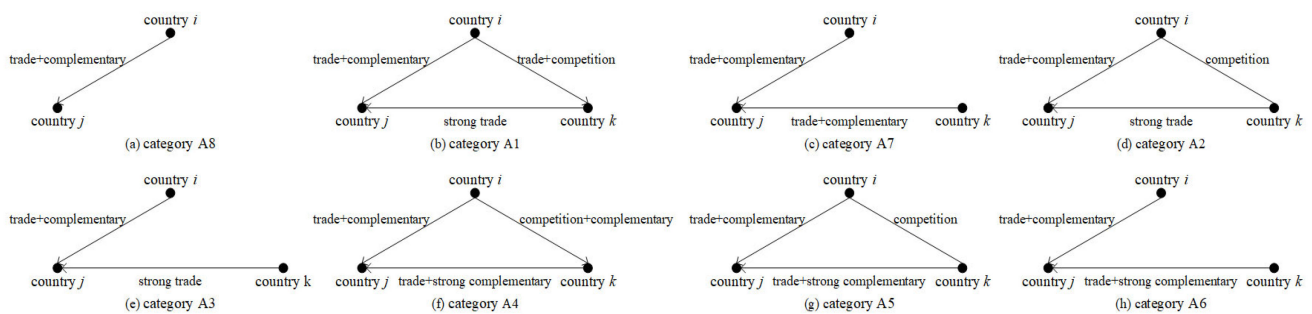 country i
trade+complementary
country j
(a) category A8
country i
trade+complementary
trade+competition
country j
strong trade
country k
(b) category A1
country i
trade+complementary
country j
trade+complementary
country k
(c) category A7
country i
trade+complementary
competition
country j
strong trade
country k
(d) category A2
country i
trade+complementary
country j
strong trade
country k
(e) category A3
country i
trade+complementary
competition+complementary
country j
trade+strong complementary
country k
(f) category A4
country i
trade+complementary
competition
country j
trade+strong complementary
country k
(g) category A5
country i
trade+complementary
country j
trade+strong complementary
country k
(h) category A6